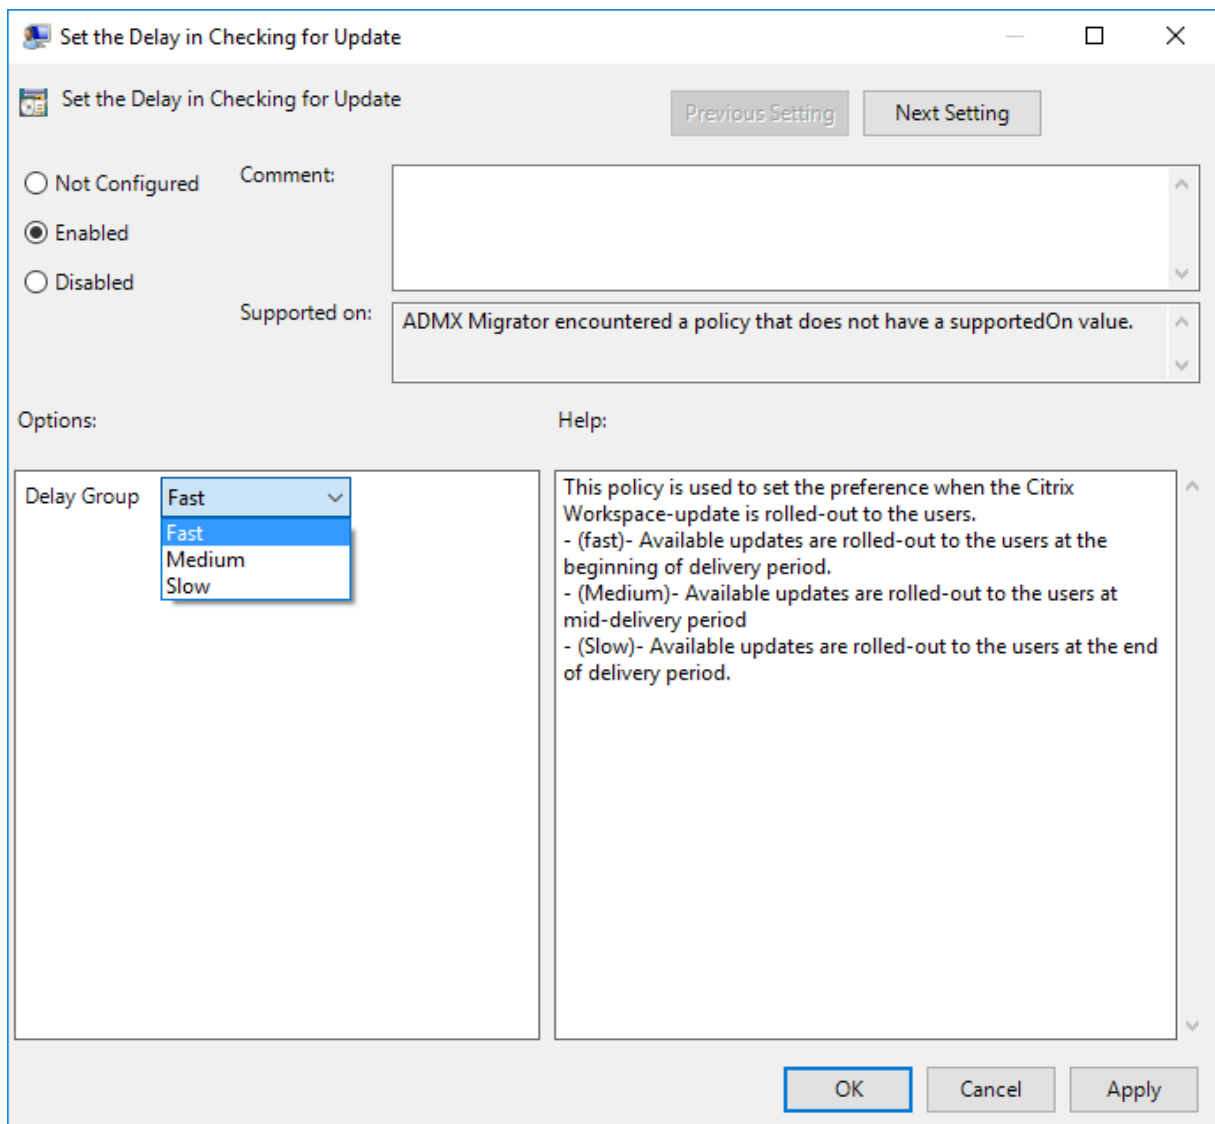 Set the Delay in Checking for Update
Set the Delay in Checking for Update
Previous Setting
Next Setting
Not Configured
Comment:
Enabled
Disabled
Supported on:
ADMX Migrator encountered a policy that does not have a supportedOn value.
Options:
Help:
Delay Group
Fast
Fast
Medium
Slow
This policy is used to set the preference when the Citrix
Workspace-update is rolled-out to the users.
- (fast)- Available updates are rolled-out to the users at the
beginning of delivery period.
- (Medium)- Available updates are rolled-out to the users at
mid-delivery period
- (Slow)- Available updates are rolled-out to the users at the end
of delivery period.
OK
Cancel
Apply